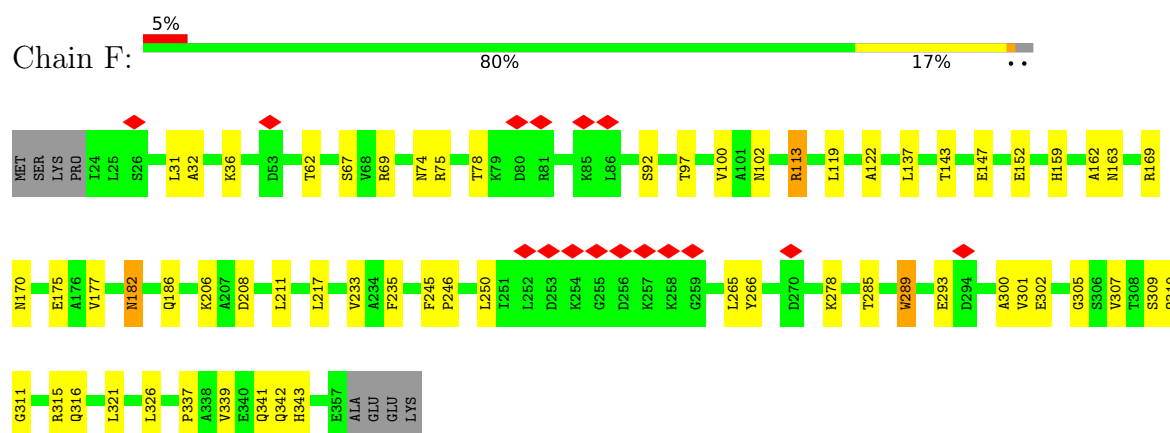 5%
Chain F:
80% 17% • •
MET SER LYS PRO I24 L25 S26 L31 A32 K36 D53 T62 S67 V68 R69 N74 R75 T78 K79 D80 R81 K85 L86 S92 T97 V100 A101 N102 R113 L119 A122 L137 T143 E147 E152 H159 A162 N163 R169
N170 E175 A176 V177 N182 Q186 K206 A207 D208 L211 L217 V233 A234 F235 F245 P246 L250 I251 L252 D253 K254 G255 D256 K257 K258 G259 L265 Y266 D270 K278 T285 W289 E293 D294 A300 V301 E302 G305 S306 V307 T308 S309
G311 R315 Q316 L321 L326 P337 A338 V339 E340 Q341 Q342 H343 E357 ALA GLU GLU LYS